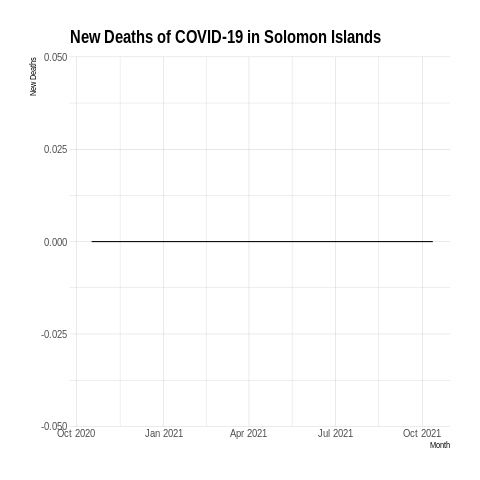 New Deaths of COVID-19 in Solomon Islands
New Deaths
0.050
0.025
0.000
-0.025
-0.050
Oct 2020 Jan 2021 Apr 2021 Jul 2021 Oct 2021
Month